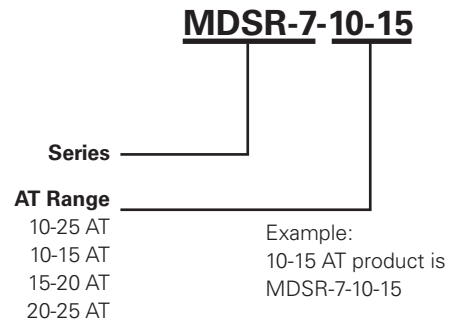 MDSR-7-10-15
Series
AT Range
10-25 AT
10-15 AT
15-20 AT
20-25 AT
Example:
10-15 AT product is
MDSR-7-10-15